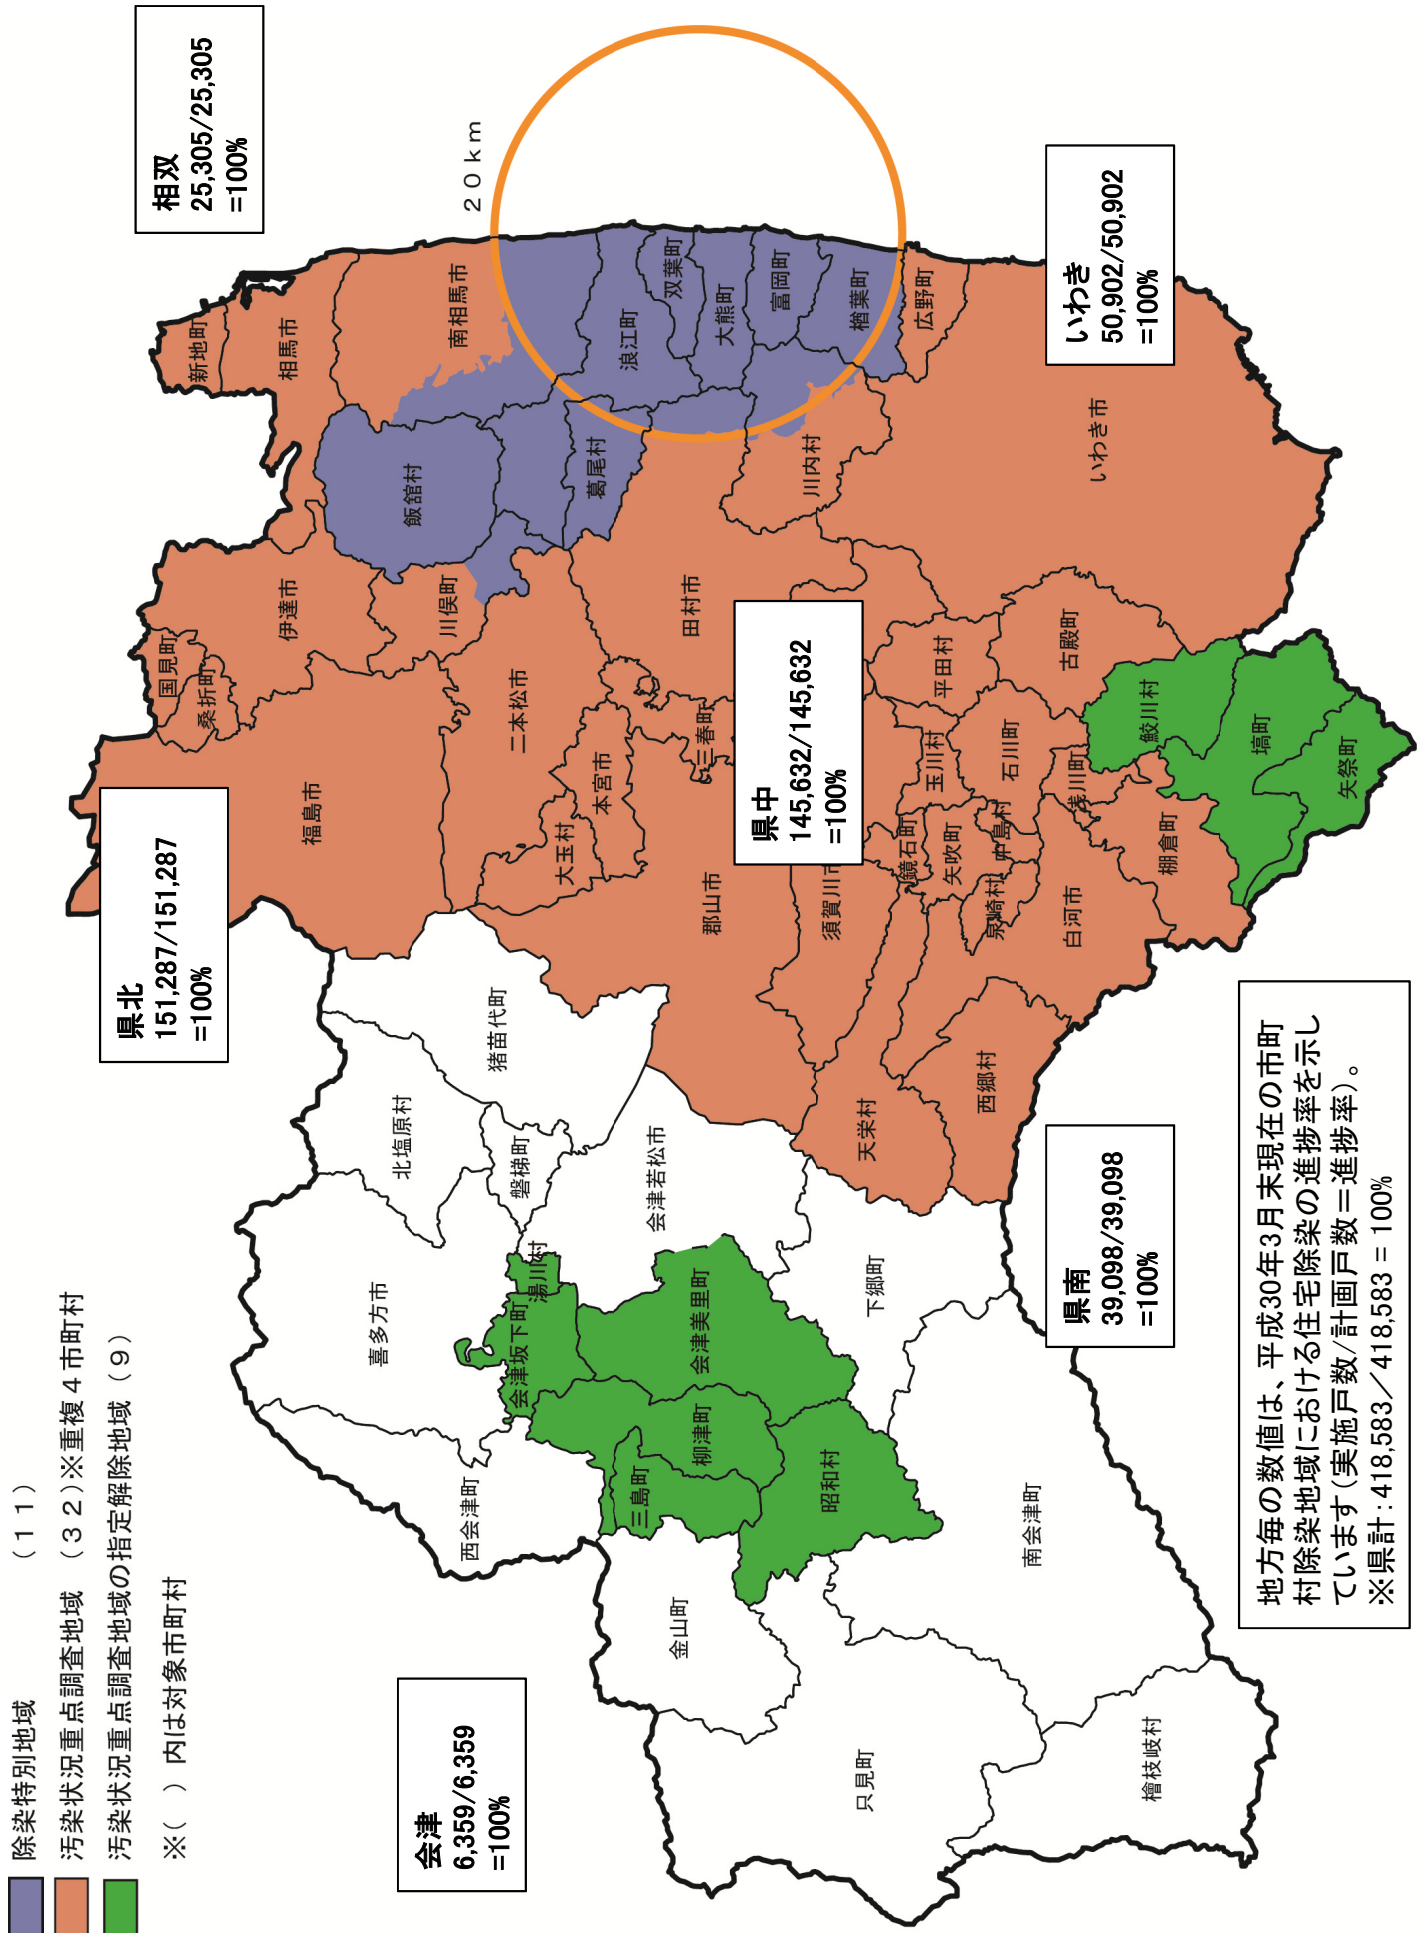 除染特別地域 (11)
汚染状況重点調査地域 (32)※重複4市町村
汚染状況重点調査地域の指定解除地域 (9)
※( ) 内は対象市町村
会津
6,359/6,359
=100%
県北
151,287/151,287
=100%
相双
25,305/25,305
=100%
県中
145,632/145,632
=100%
県南
39,098/39,098
=100%
いわき
50,902/50,902
=100%
20km
新地町
相馬市
南相馬市
飯舘村
浪江町
双葉町
大熊町
富岡町
楢葉町
広野町
葛尾村
川内村
いわき市
国見町
桑折町
伊達市
川俣町
福島市
二本松市
本宮市
大玉村
田村市
三春町
郡山市
須賀川市
鏡石町
天栄村
平田村
玉川村
石川町
古殿町
浅川町
矢吹町
中島村
泉崎村
白河市
西郷村
棚倉町
鮫川村
塙町
矢祭町
猪苗代町
北塩原村
磐梯町
会津若松市
喜多方市
湯川村
会津坂下町
会津美里町
柳津町
三島町
昭和村
西会津町
金山町
下郷町
南会津町
只見町
檜枝岐村
地方毎の数値は、平成30年3月末現在の市町
村除染地域における住宅除染の進捗率を示し
ています(実施戸数/計画戸数=進捗率)。
※県計:418,583/418,583 = 100%